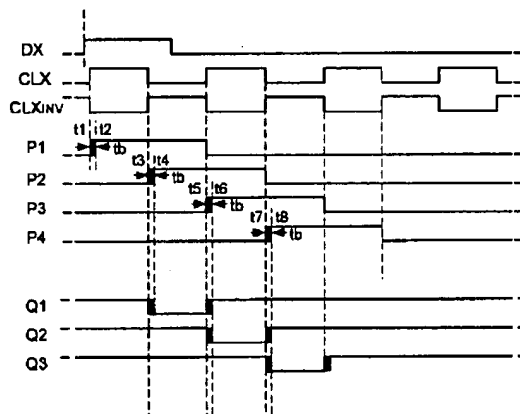 DX
CLX
CLXINV
t1 t2
P1 tb
t3 t4
P2 tb
t5 t6
P3 tb
t7 t8
P4 tb
Q1
Q2
Q3